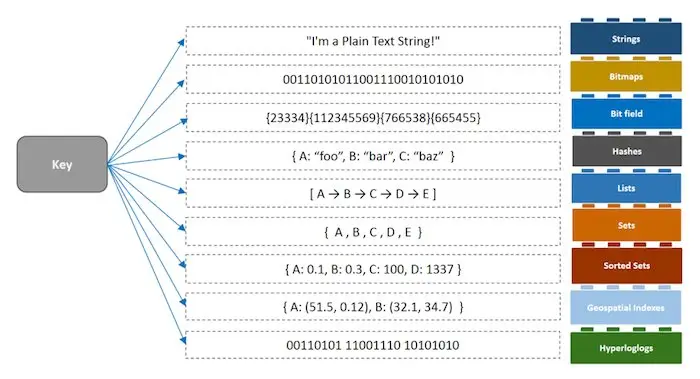 "I'm a Plain Text String!"
Strings
00110101011001110010101010
Bitmaps
{23334}{112345569}{766538}{665455}
Bit field
Key
{ A: “foo”, B: “bar”, C: “baz” }
Hashes
[ A → B → C → D → E ]
Lists
{ A , B , C , D , E }
Sets
{ A: 0.1, B: 0.3, C: 100, D: 1337 }
Sorted Sets
{ A: (51.5, 0.12), B: (32.1, 34.7) }
Geospatial Indexes
00110101 11001110 10101010
Hyperloglogs